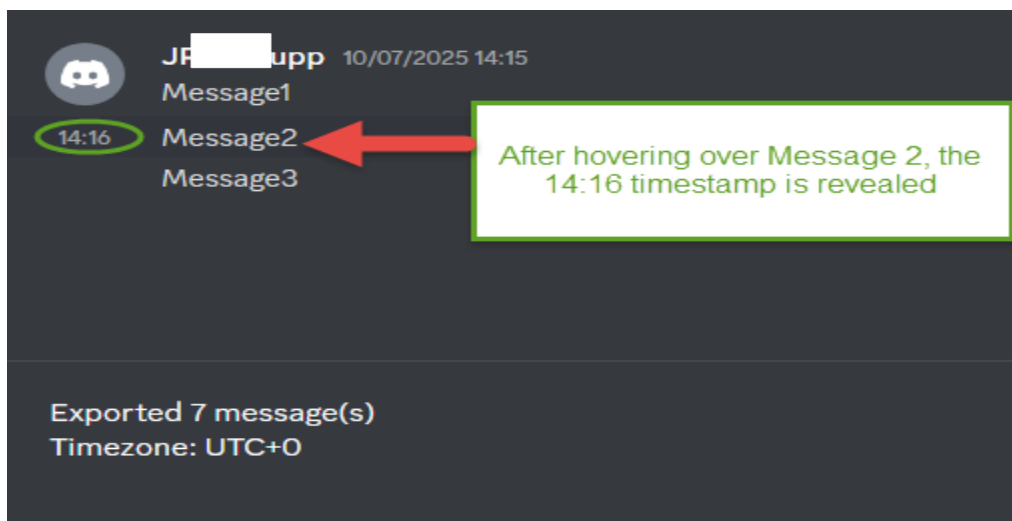 JP upp 10/07/2025 14:15
Message1
14:16 Message2
Message3
After hovering over Message 2, the
14:16 timestamp is revealed
Exported 7 message(s)
Timezone: UTC+0